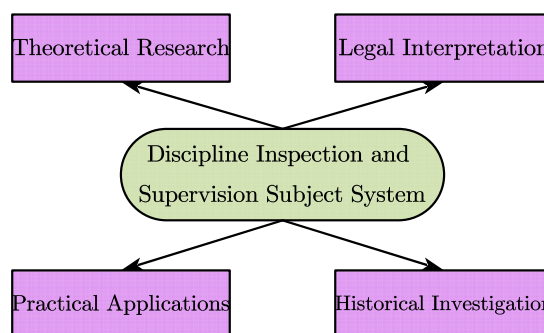 Theoretical Research
Legal Interpretation
Discipline Inspection and
Supervision Subject System
Practical Applications
Historical Investigation